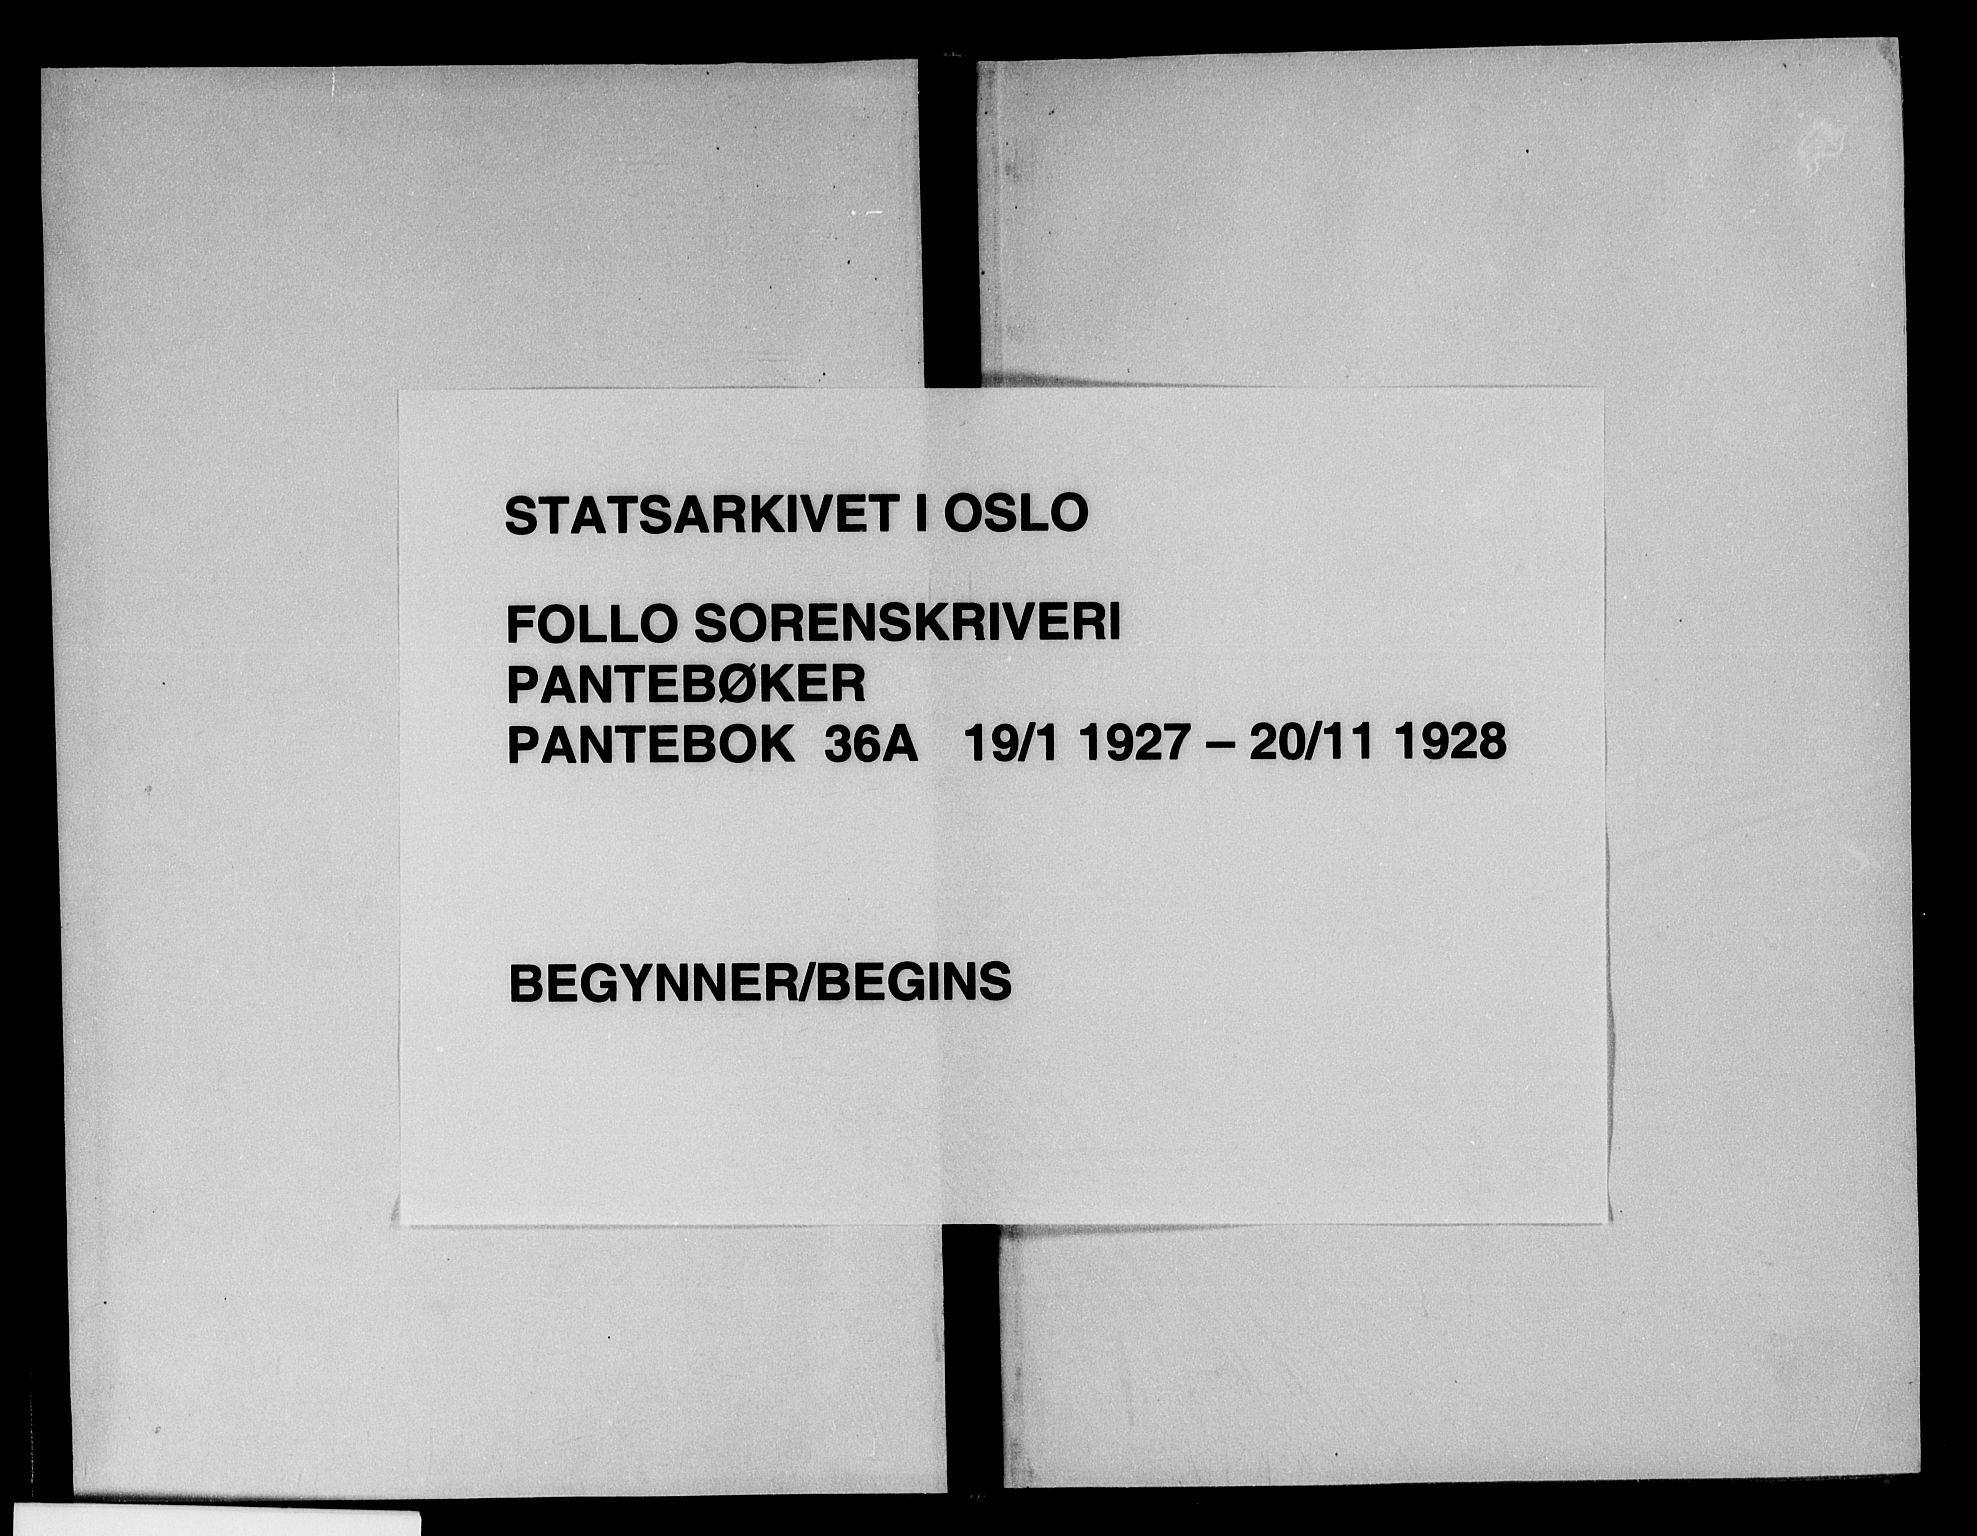 STATSARKIVET I OSLO
FOLLO SORENSKRIVERI
PANTEBØKER
PANTEBOK 36A 19/1 1927 – 20/11 1928
BEGYNNER/BEGINS